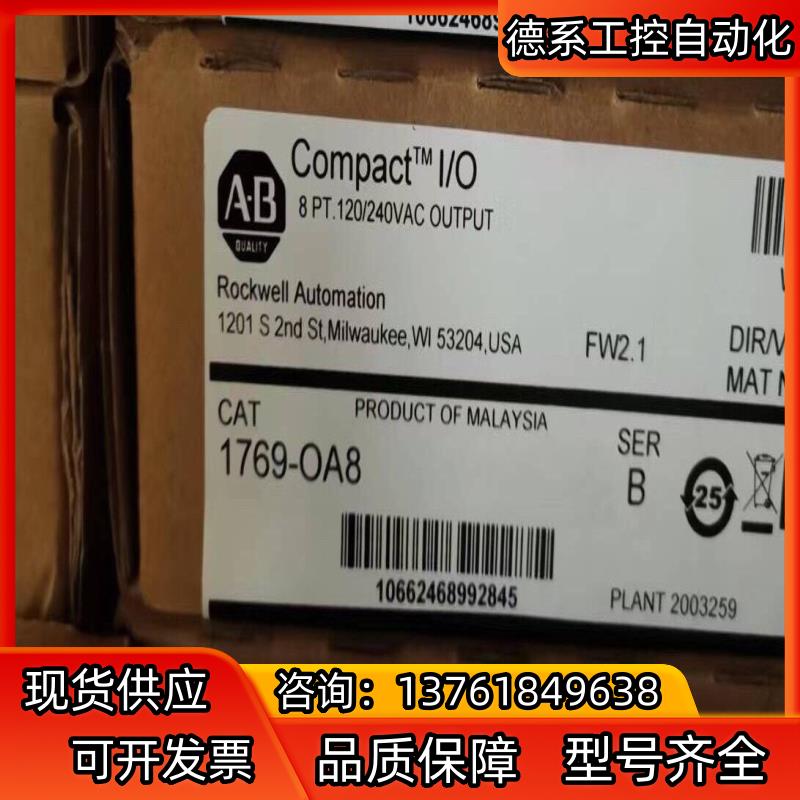 德系工控自动化
Compact™ I/O
8 PT.120/240VAC OUTPUT
A·B
QUALITY
Rockwell Automation
1201 S 2nd St,Milwaukee,WI 53204,USA
FW2.1
DIR/
MAT
CAT
PRODUCT OF MALAYSIA
1769-OA8
SER
B
25
10662468992845
PLANT 2003259
现货供应
咨询：13761849638
可开发票
品质保障
型号齐全